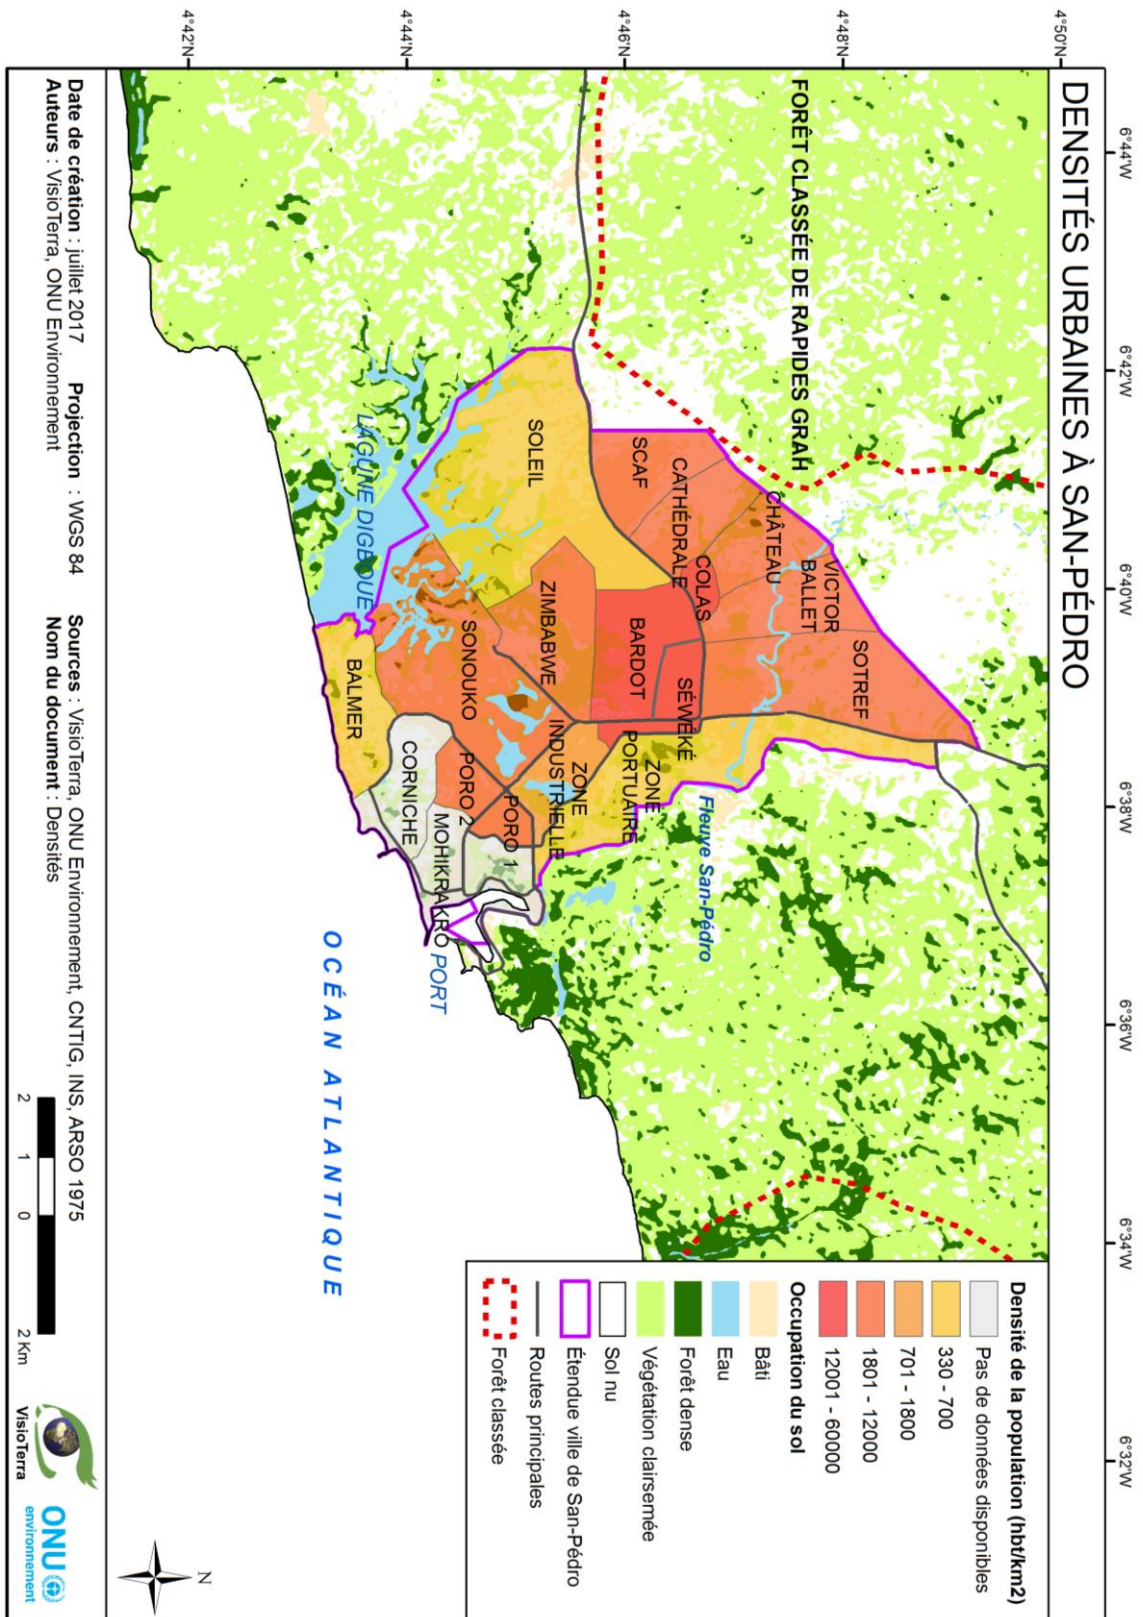 DENSITÉS URBAINES À SAN-PÉDRO
6°44'W
6°42'W
6°40'W
6°38'W
6°36'W
6°34'W
6°32'W
4°50'N
4°48'N
4°46'N
4°44'N
4°42'N
FORÊT CLASSÉE DE RAPIDES GRAH
SOTREF
VICTOR
BALLET
CHÂTEAU
COLAS
CATHÉDRALE
SCAF
SÉWÉKÉ
BARDOT
SOLEIL
ZIMBABWE
SONOUKO
ZONE
PORTUAIRE
ZONE
INDUSTRIELLE
PORO 1
PORO 2
MOHIKRAKRO
CORNICHE
BALMER
Fleuve San-Pédro
LAGUNE DIGBOUE
PORT
OCÉAN ATLANTIQUE
Densité de la population (hbt/km2)
Pas de données disponibles
330 - 700
701 - 1800
1801 - 12000
12001 - 60000
Occupation du sol
Bâti
Eau
Forêt dense
Végétation clairsemée
Sol nu
Étendue ville de San-Pédro
Routes principales
Forêt classée
N
Date de création : juillet 2017 Projection : WGS 84 Sources : VisioTerra, ONU Environnement, CNTIG, INS, ARSO 1975
Auteurs : VisioTerra, ONU Environnement Nom du document : Densités
2 1 0 2 Km
VisioTerra
ONU
environnement